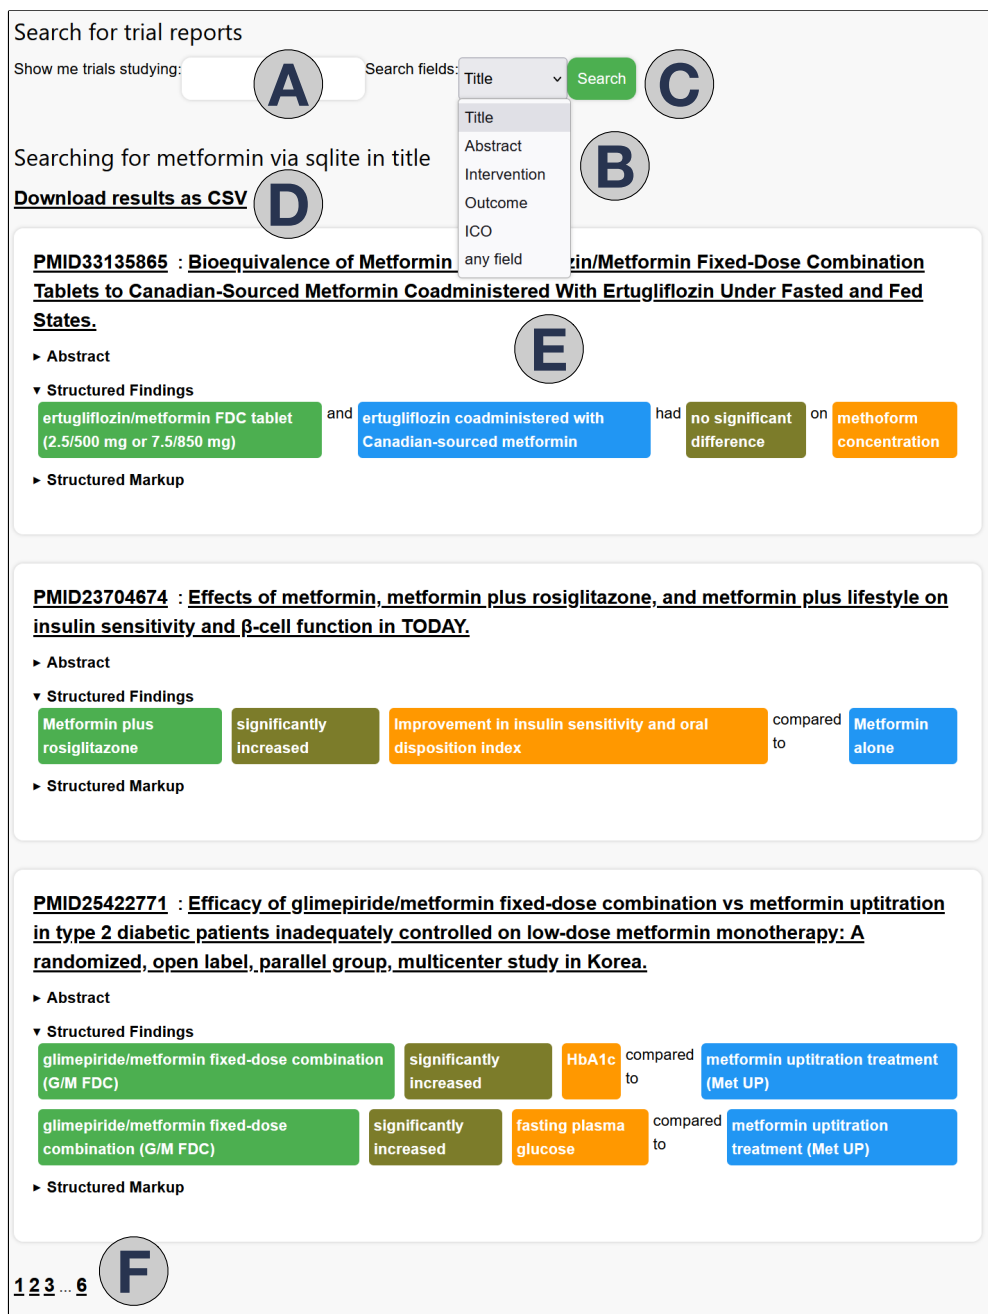 Search for trial reports
Show me trials studying: A Search fields: Title Search C
Title
Abstract
Intervention
Outcome
ICO
any field
B
Searching for metformin via sqlite in title
Download results as CSV D
PMID33135865 : Bioequivalence of Metformin zin/Metformin Fixed-Dose Combination
Tablets to Canadian-Sourced Metformin Coadministered With Ertugliflozin Under Fasted and Fed
States.
E
▸ Abstract
▾ Structured Findings
ertugliflozin/metformin FDC tablet and ertugliflozin coadministered with had no significant on methoform
(2.5/500 mg or 7.5/850 mg) Canadian-sourced metformin difference concentration
▸ Structured Markup
PMID23704674 : Effects of metformin, metformin plus rosiglitazone, and metformin plus lifestyle on
insulin sensitivity and β-cell function in TODAY.
▸ Abstract
▾ Structured Findings
Metformin plus significantly Improvement in insulin sensitivity and oral compared Metformin
rosiglitazone increased disposition index to alone
▸ Structured Markup
PMID25422771 : Efficacy of glimepiride/metformin fixed-dose combination vs metformin uptitration
in type 2 diabetic patients inadequately controlled on low-dose metformin monotherapy: A
randomized, open label, parallel group, multicenter study in Korea.
▸ Abstract
▾ Structured Findings
glimepiride/metformin fixed-dose combination significantly HbA1c compared metformin uptitration treatment
(G/M FDC) increased to (Met UP)
glimepiride/metformin fixed-dose significantly fasting plasma compared metformin uptitration
combination (G/M FDC) increased glucose to treatment (Met UP)
▸ Structured Markup
1 2 3 ... 6 F